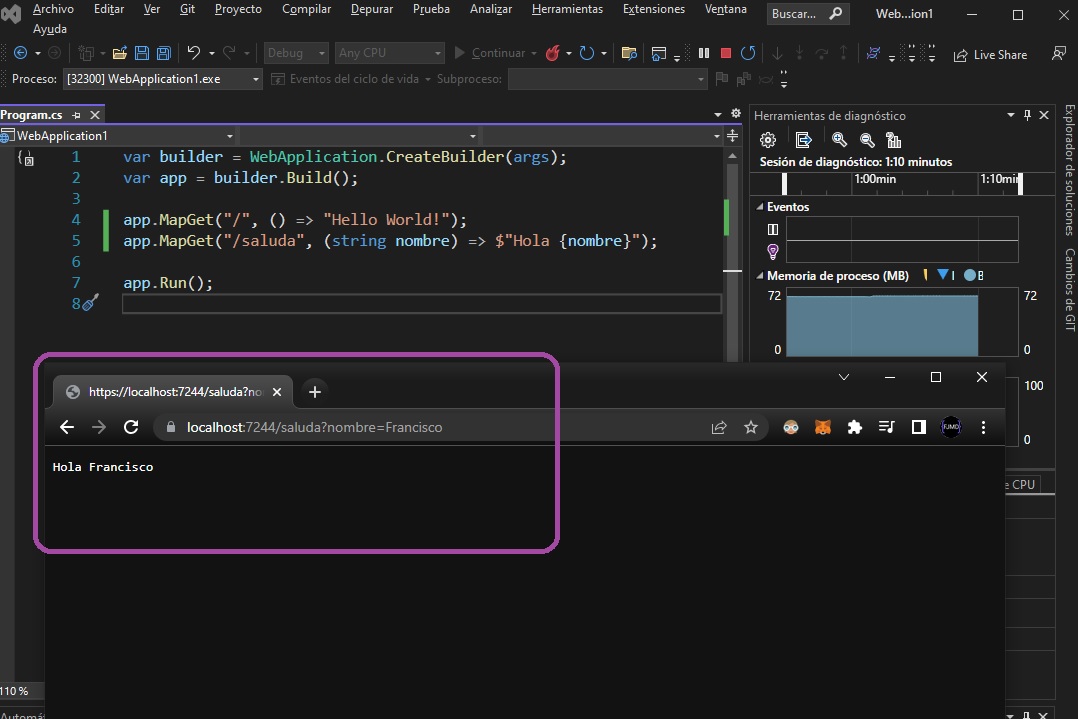 Archivo Editar Ver Git Proyecto Compilar Depurar Prueba Analizar Herramientas Extensiones Ventana Buscar... Web...ion1
Ayuda
Debug Any CPU Continuar Live Share
Proceso: [32300] WebApplication1.exe Eventos del ciclo de vida Subproceso:
Program.cs
WebApplication1
1 var builder = WebApplication.CreateBuilder(args);
2 var app = builder.Build();
3
4 app.MapGet("/", () => "Hello World!");
5 app.MapGet("/saluda", (string nombre) => $"Hola {nombre}");
6
7 app.Run();
8
Herramientas de diagnóstico
Sesión de diagnóstico: 1:10 minutos
1:00min 1:10min
Eventos
Memoria de proceso (MB) I B
72 72
0 0
100
0
e CPU
Explorador de soluciones
Cambios de GIT
https://localhost:7244/saluda?no
localhost:7244/saluda?nombre=Francisco
FUMO
Hola Francisco
110 %